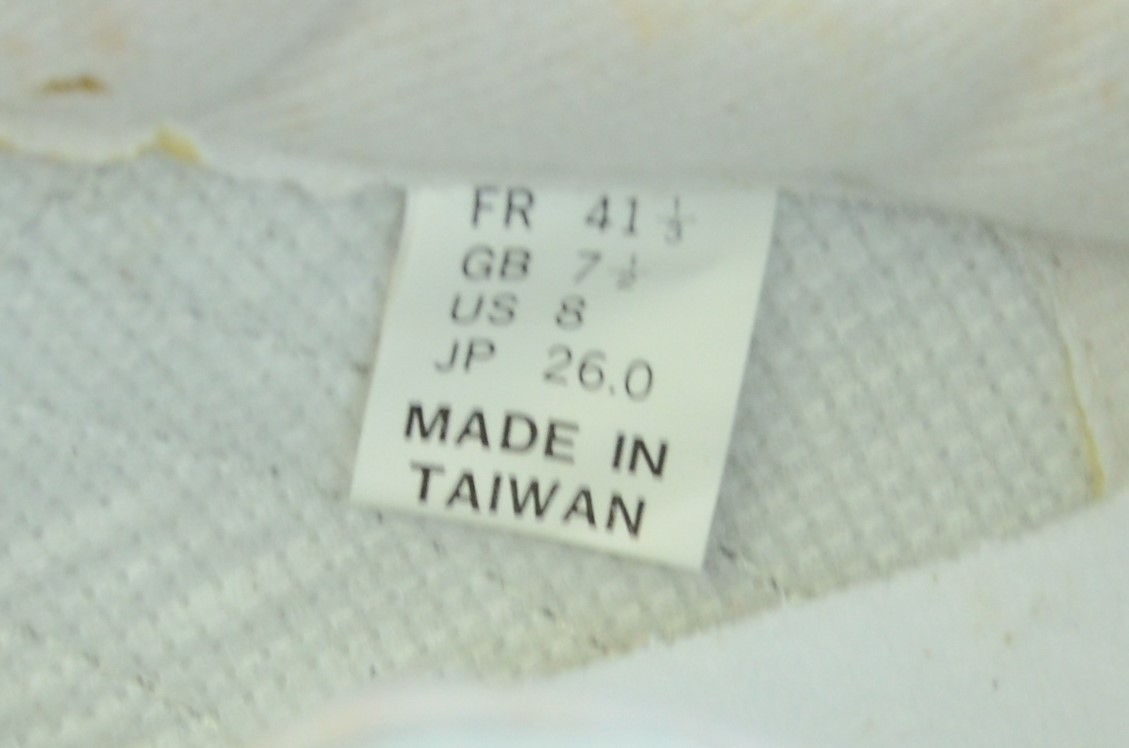 FR 41 1/3
GB 7 1/2
US 8
JP 26.0
MADE IN
TAIWAN